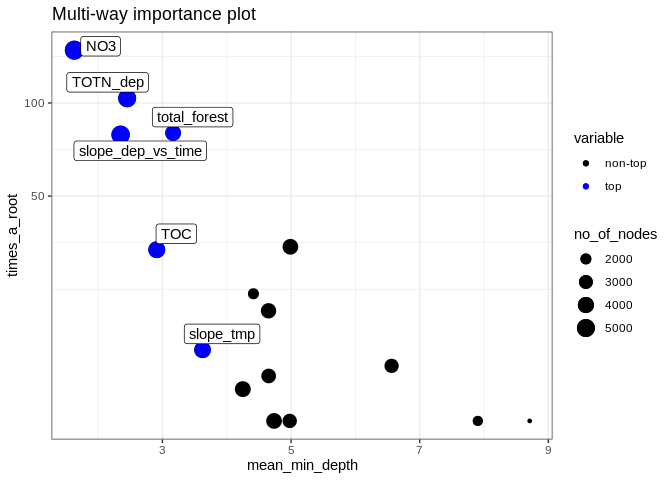 Multi-way importance plot
NO3
TOTN_dep
total_forest
slope_dep_vs_time
TOC
slope_tmp
100
50
times_a_root
3
5
7
9
mean_min_depth
variable
non-top
top
no_of_nodes
2000
3000
4000
5000